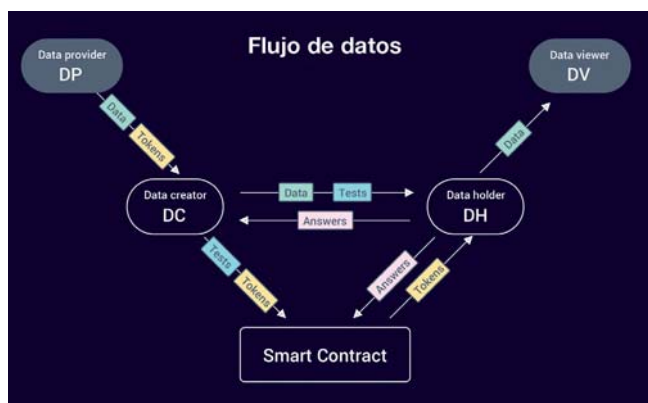 Flujo de datos
Data provider
DP
Data viewer
DV
Data
Tokens
Data
Data creator
DC
Data
Tests
Answers
Data holder
DH
Tests
Tokens
Answers
Tokens
Smart Contract